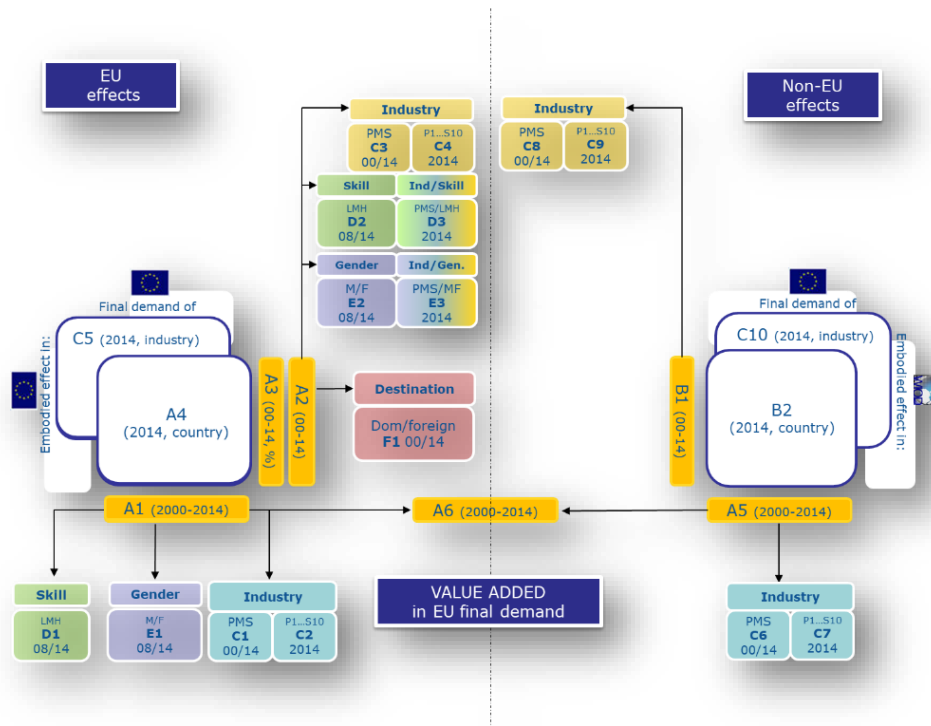 EU
effects
Non-EU
effects
Industry
PMS
C3
00/14
P1...S10
C4
2014
Industry
PMS
C8
00/14
P1...S10
C9
2014
Skill
Ind/Skill
LMH
D2
08/14
PMS/LMH
D3
2014
Gender
Ind/Gen.
M/F
E2
08/14
PMS/MF
E3
2014
Final demand of
C5 (2014, industry)
Embodied effect in:
A4
(2014, country)
A3 (00-14, %)
A2 (00-14)
Destination
Dom/foreign
F1 00/14
B1 (00-14)
Final demand of
C10 (2014, industry)
Embodied effect in:
B2
(2014, country)
A1 (2000-2014)
A6 (2000-2014)
A5 (2000-2014)
Skill
LMH
D1
08/14
Gender
M/F
E1
08/14
Industry
PMS
C1
00/14
P1...S10
C2
2014
VALUE ADDED
in EU final demand
Industry
PMS
C6
00/14
P1...S10
C7
2014